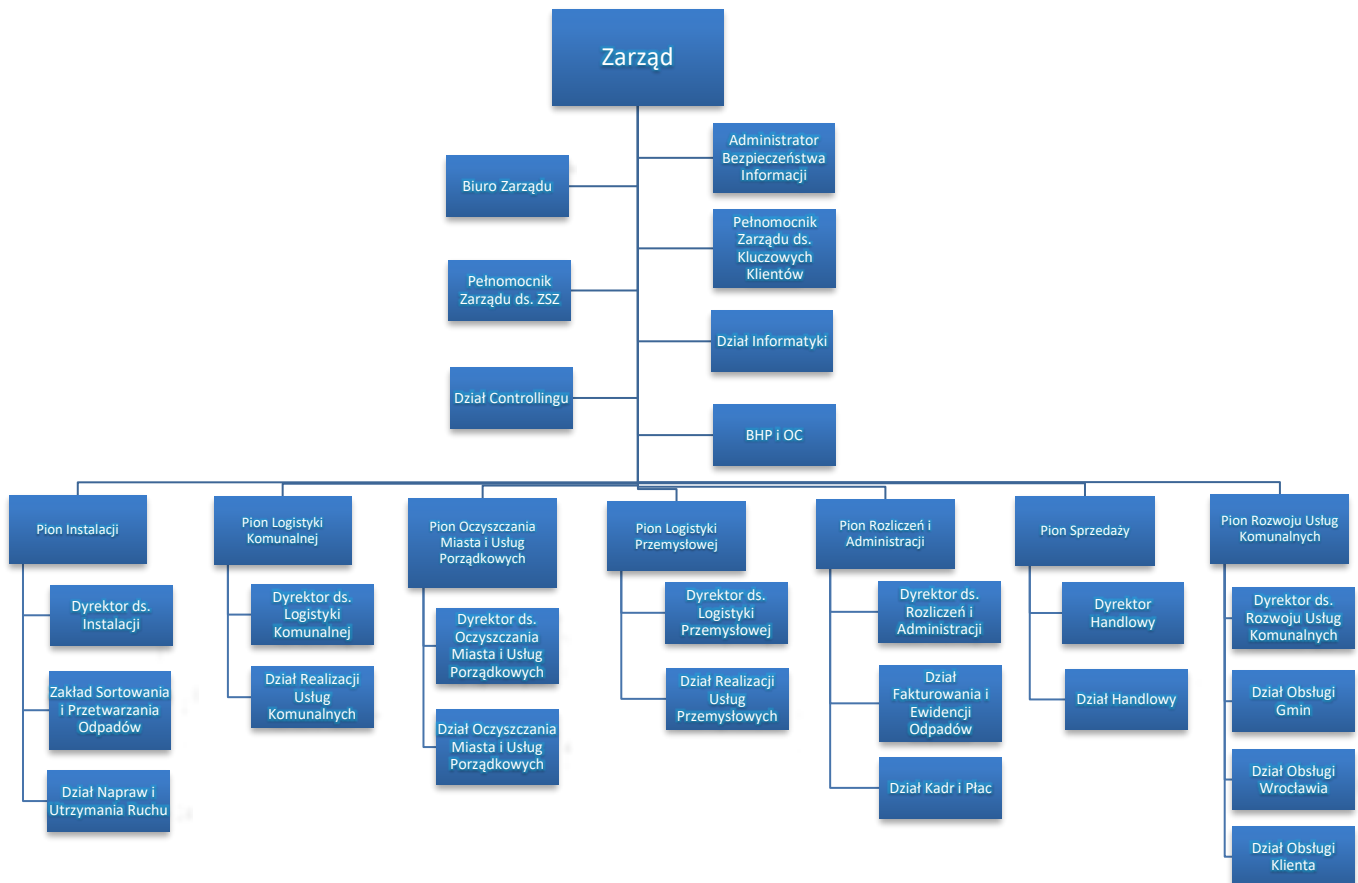 Zarząd
Administrator
Bezpieczeństwa
Informacji
Biuro Zarządu
Pełnomocnik
Zarządu ds.
Kluczowych
Klientów
Pełnomocnik
Zarządu ds. ZSZ
Dział Informatyki
Dział Controllingu
BHP i OC
Pion Instalacji
Dyrektor ds.
Instalacji
Zakład Sortowania
i Przetwarzania
Odpadów
Dział Napraw i
Utrzymania Ruchu
Pion Logistyki
Komunalnej
Dyrektor ds.
Logistyki
Komunalnej
Dział Realizacji
Usług
Komunalnych
Pion Oczyszczania
Miasta i Usług
Porządkowych
Dyrektor ds.
Oczyszczania
Miasta i Usług
Porządkowych
Dział Oczyszczania
Miasta i Usług
Porządkowych
Pion Logistyki
Przemysłowej
Dyrektor ds.
Logistyki
Przemysłowej
Dział Realizacji
Usług
Przemysłowych
Pion Rozliczeń i
Administracji
Dyrektor ds.
Rozliczeń i
Administracji
Dział
Fakturowania i
Ewidencji
Odpadów
Dział Kadr i Płac
Pion Sprzedaży
Dyrektor
Handlowy
Dział Handlowy
Pion Rozwoju Usług
Komunalnych
Dyrektor ds.
Rozwoju Usług
Komunalnych
Dział Obsługi
Gmin
Dział Obsługi
Wrocławia
Dział Obsługi
Klienta